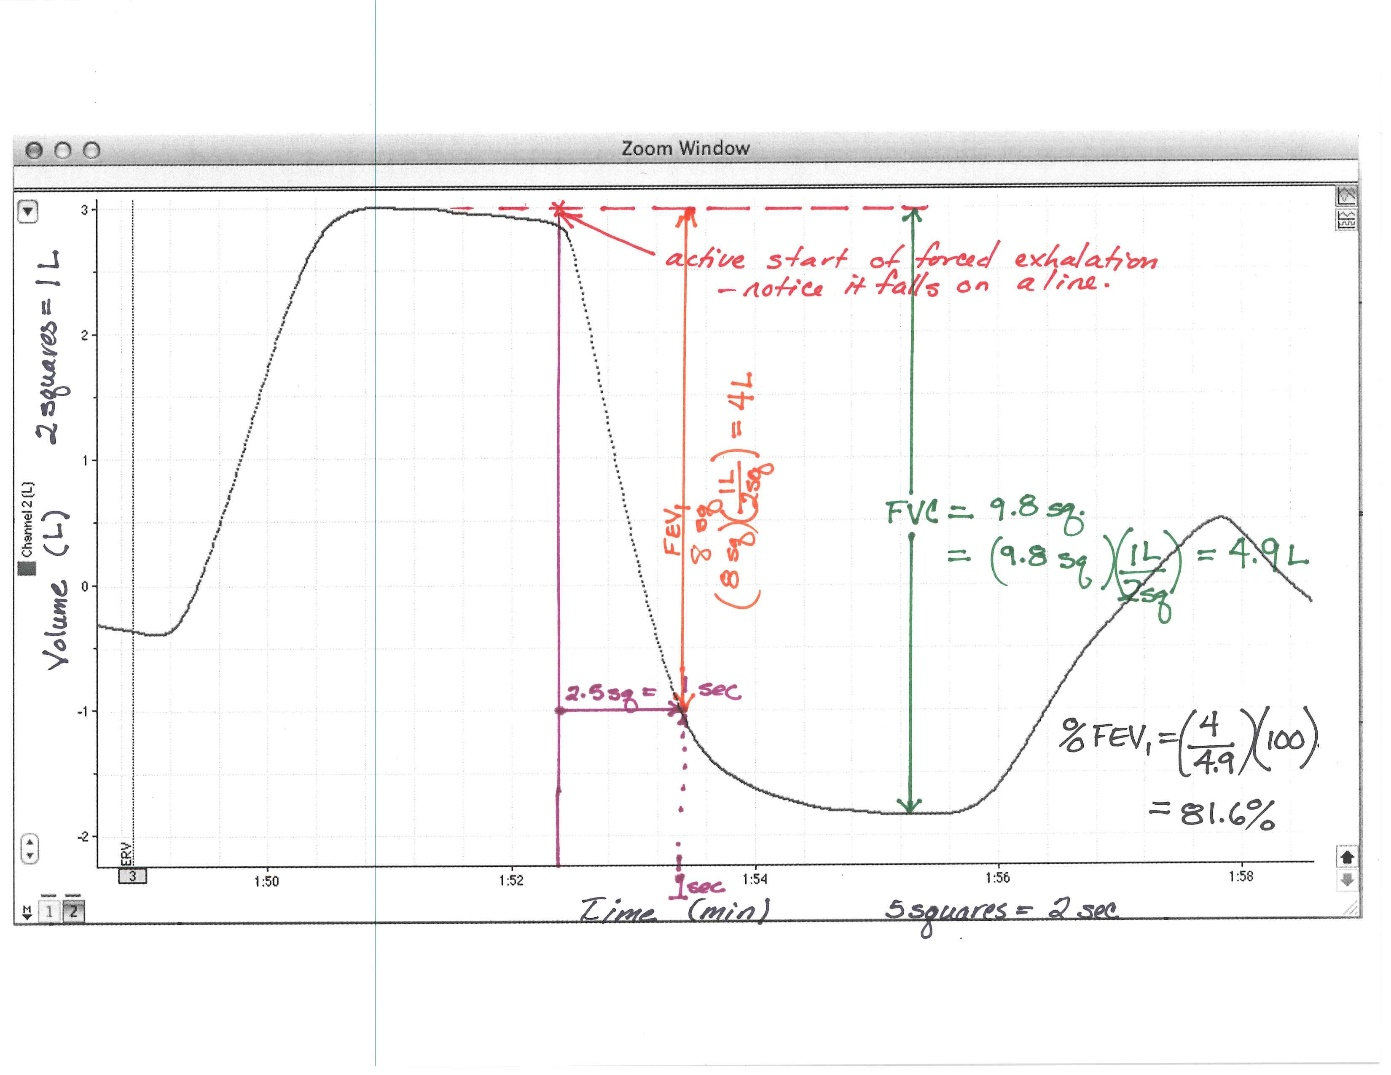 Zoom Window
3
2
1
0
-1
-2
Channel 2 (L)
Volume (L) 2 squares = 1 L
active start of forced exhalation
- notice it falls on a line.
FEV1
8 sq
(8 sq)(1L/2sq) = 4L
FVC = 9.8 sq.
= (9.8 sq)(1L/2sq) = 4.9 L
2.5 sq = 1 sec
%FEV1 = (4/4.9)(100)
= 81.6%
ERV
3
1:50
1:52
1:54
1:56
1:58
1 sec
M
1
2
Time (min)
5 squares = 2 sec